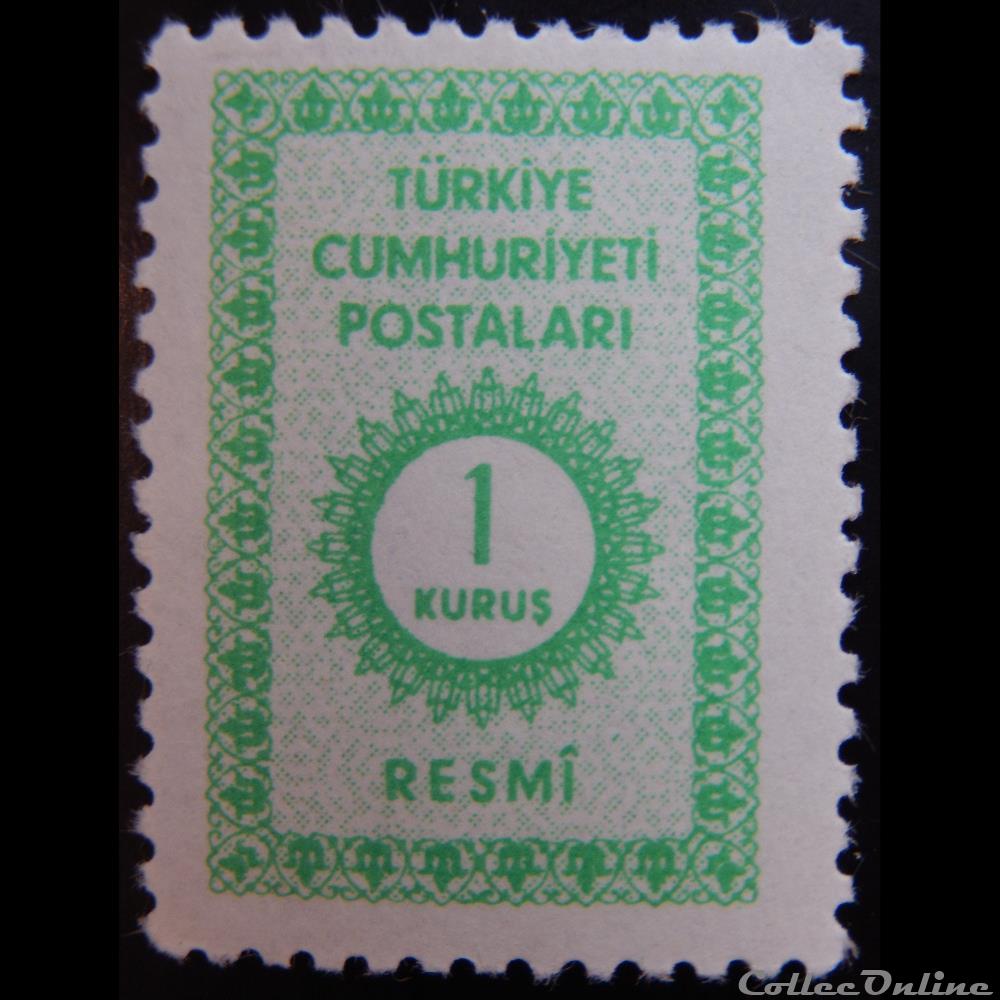 TÜRKİYE
CUMHURİYETİ
POSTALARI
1
KURUŞ
RESMÎ
CollecOnline